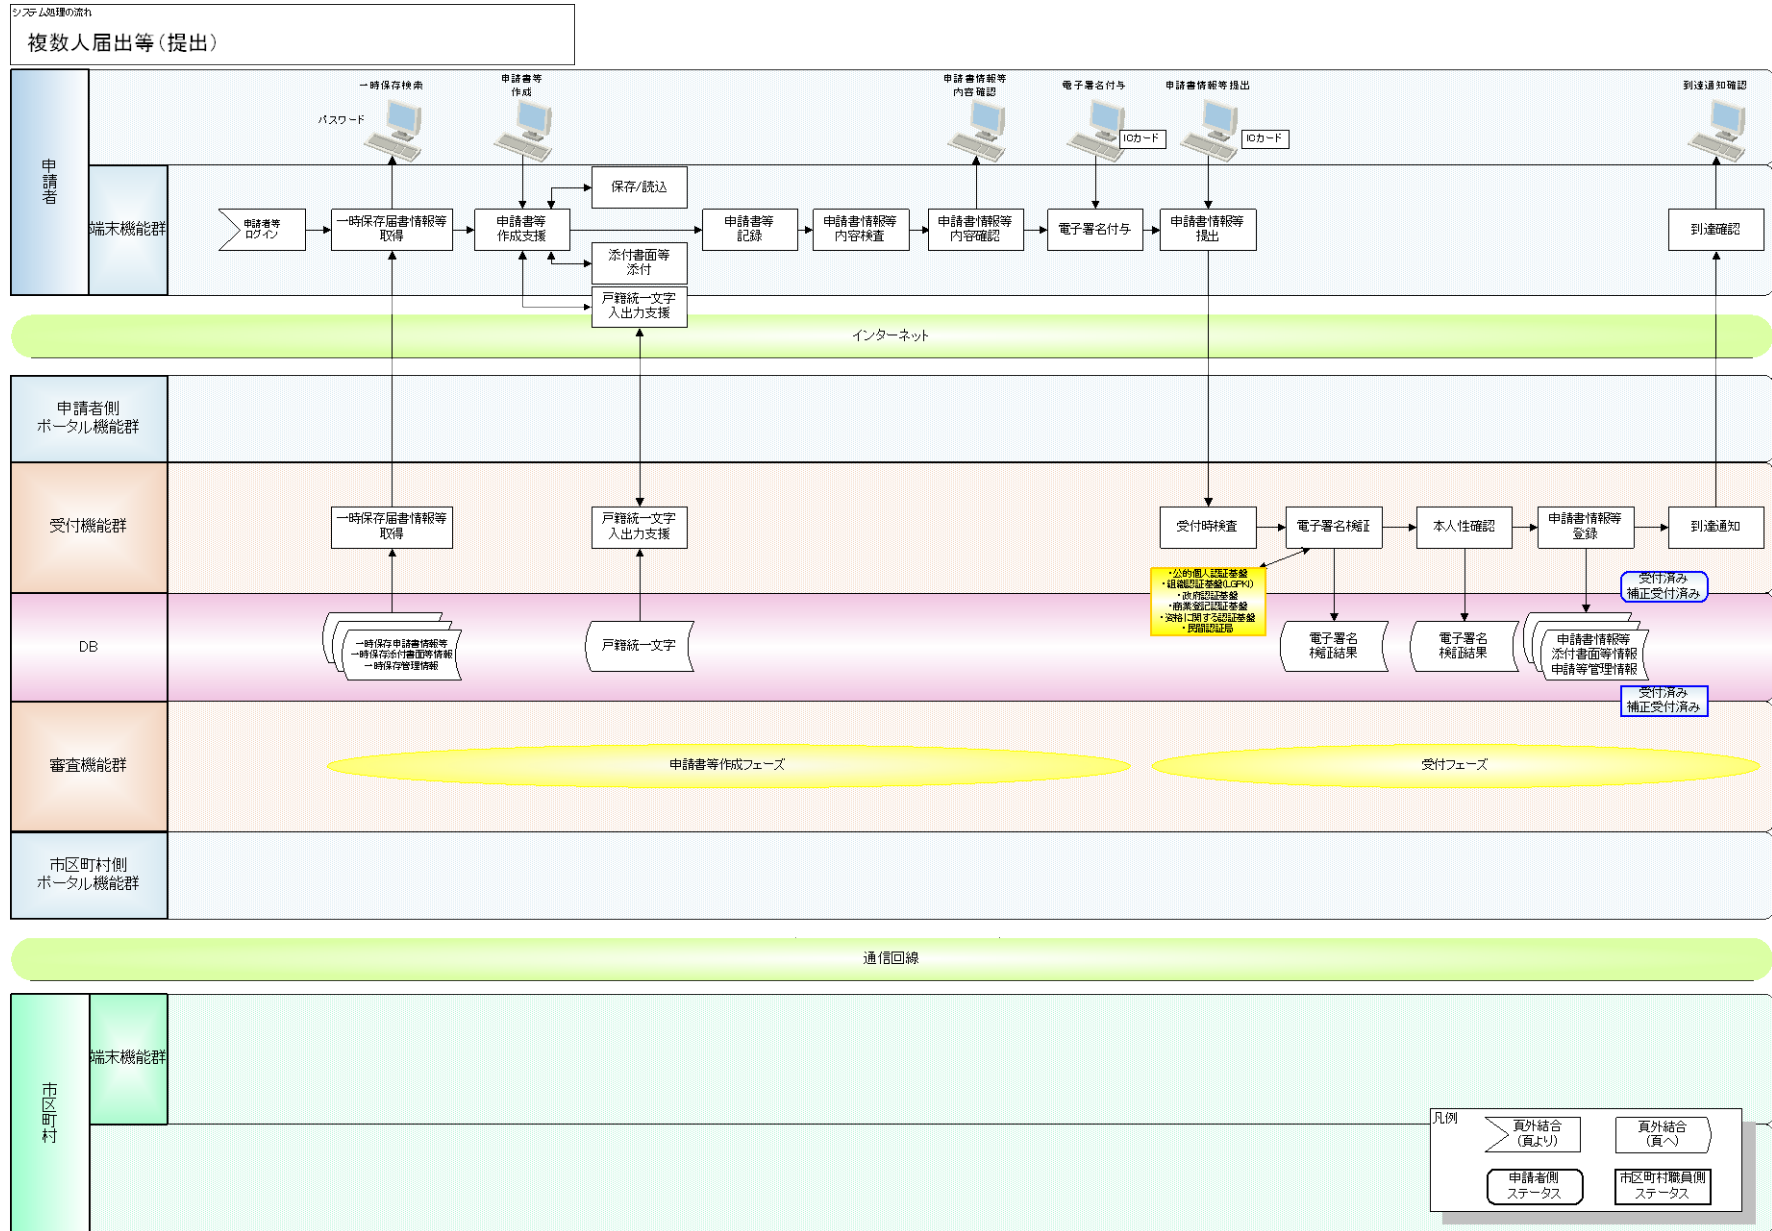 システム処理の流れ
複数人届出等(提出)
一時保存検索
パスワード
申請書等
作成
申請書情報等
内容確認
電子署名付与
ICカード
申請書情報等提出
ICカード
到達通知確認
申請者
端末機能群
申請者等
ログイン
一時保存届書情報等
取得
申請書等
作成支援
保存/読込
添付書面等
添付
戸籍統一文字
入出力支援
申請書等
記録
申請書情報等
内容検査
申請書情報等
内容確認
電子署名付与
申請書情報等
提出
到達確認
インターネット
申請者側
ポータル機能群
受付機能群
一時保存届書情報等
取得
戸籍統一文字
入出力支援
受付時検査
電子署名検証
本人性確認
申請書情報等
登録
到達通知
・公的個人認証基盤
・組織認証基盤(LGPKI)
・政府認証基盤
・商業登記認証基盤
・資格に関する認証基盤
・民間認証局
受付済み
補正受付済み
DB
一時保存申請書情報等
一時保存添付書面等情報
一時保存管理情報
戸籍統一文字
電子署名
検証結果
電子署名
検証結果
申請書情報等
添付書面等情報
申請等管理情報
受付済み
補正受付済み
審査機能群
申請書等作成フェーズ
受付フェーズ
市区町村側
ポータル機能群
通信回線
市区町村
端末機能群
凡例
頁外結合
(頁より)
頁外結合
(頁へ)
申請者側
ステータス
市区町村職員側
ステータス